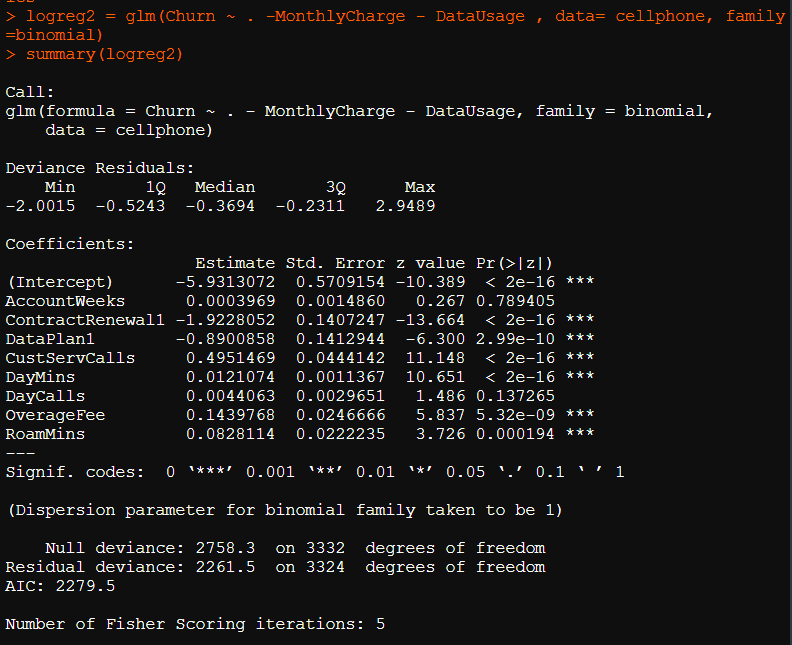 > logreg2 = glm(Churn ~ . -MonthlyCharge - DataUsage , data= cellphone, family
=binomial)
> summary(logreg2)
Call:
glm(formula = Churn ~ . - MonthlyCharge - DataUsage, family = binomial,
    data = cellphone)
Deviance Residuals:
    Min       1Q   Median       3Q      Max
-2.0015  -0.5243  -0.3694  -0.2311   2.9489
Coefficients:
                   Estimate Std. Error z value Pr(>|z|)
(Intercept)      -5.9313072  0.5709154 -10.389  < 2e-16 ***
AccountWeeks      0.0003969  0.0014860   0.267 0.789405
ContractRenewal1 -1.9228052  0.1407247 -13.664  < 2e-16 ***
DataPlan1        -0.8900858  0.1412944  -6.300 2.99e-10 ***
CustServCalls     0.4951469  0.0444142  11.148  < 2e-16 ***
DayMins           0.0121074  0.0011367  10.651  < 2e-16 ***
DayCalls          0.0044063  0.0029651   1.486 0.137265
OverageFee        0.1439768  0.0246666   5.837 5.32e-09 ***
RoamMins          0.0828114  0.0222235   3.726 0.000194 ***
---
Signif. codes:  0 ‘***’ 0.001 ‘**’ 0.01 ‘*’ 0.05 ‘.’ 0.1 ‘ ’ 1
(Dispersion parameter for binomial family taken to be 1)
    Null deviance: 2758.3  on 3332  degrees of freedom
Residual deviance: 2261.5  on 3324  degrees of freedom
AIC: 2279.5
Number of Fisher Scoring iterations: 5